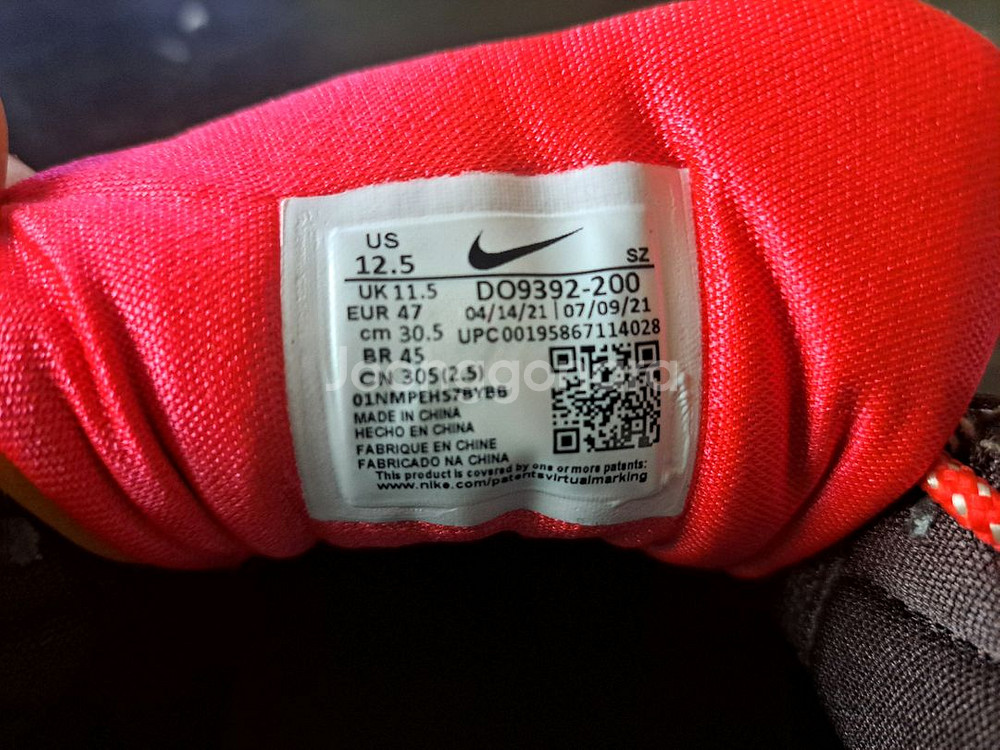 US
12.5
SZ
UK 11.5 DO9392-200
EUR 47 04/14/21 | 07/09/21
cm 30.5 UPC00195867114028
BR 45
CN 305(2.5)
MADE IN CHINA
HECHO EN CHINA
FABRIQUE EN CHINE
FABRICADO NA CHINA
This product is covered by one or more patents:
www.nike.com/patentsvirtualmarking